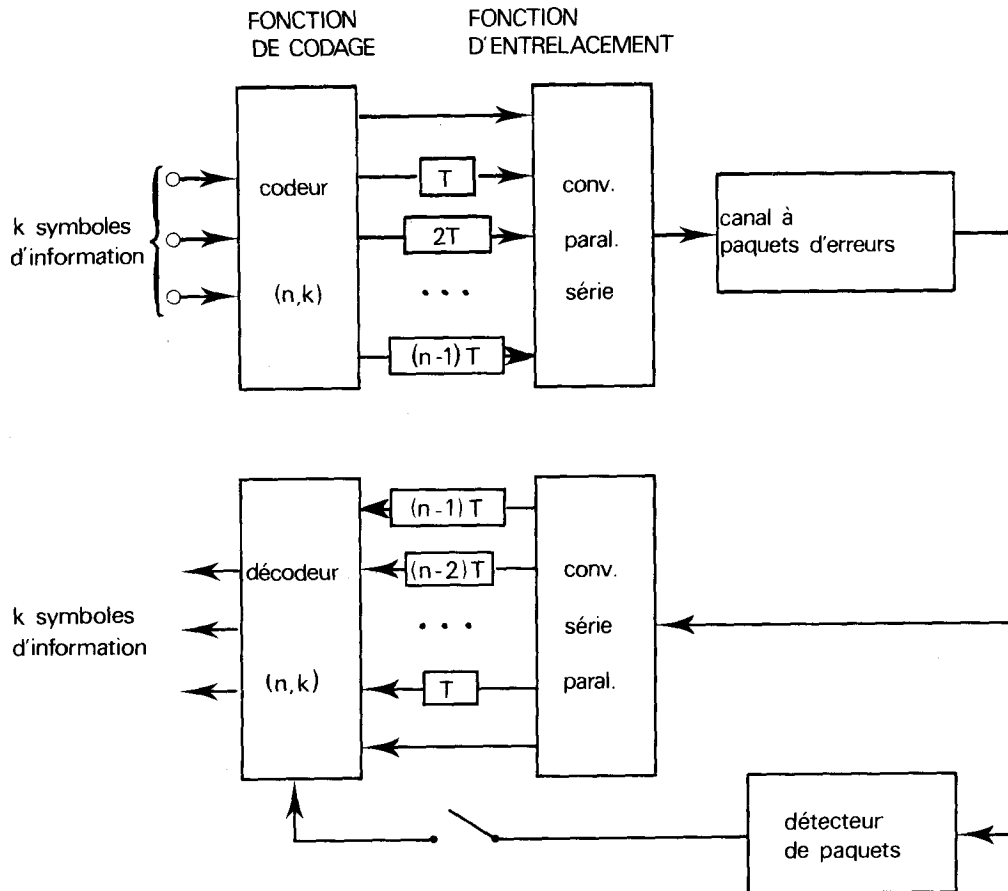 FONCTION
DE CODAGE
FONCTION
D'ENTRELACEMENT
k symboles
d'information
codeur
(n,k)
T
2T
. . .
(n-1)T
conv.
paral.
série
canal à
paquets d'erreurs
k symboles
d'information
décodeur
(n,k)
(n-1)T
(n-2)T
. . .
T
conv.
série
paral.
détecteur
de paquets